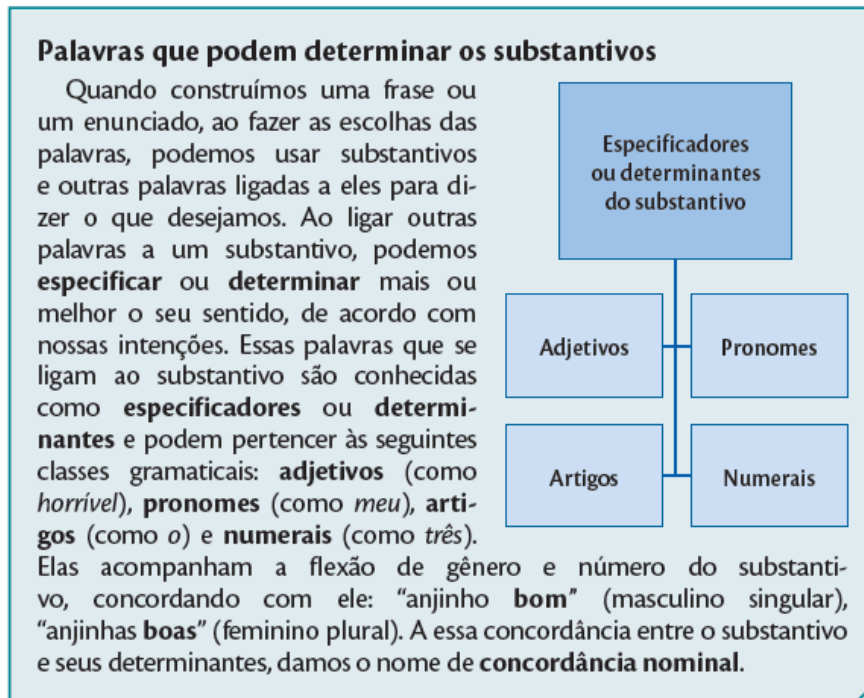 Palavras que podem determinar os substantivos
Quando construímos uma frase ou
um enunciado, ao fazer as escolhas das
palavras, podemos usar substantivos
e outras palavras ligadas a eles para di-
zer o que desejamos. Ao ligar outras
palavras a um substantivo, podemos
especificar ou determinar mais ou
melhor o seu sentido, de acordo com
nossas intenções. Essas palavras que se
ligam ao substantivo são conhecidas
como especificadores ou determi-
nantes e podem pertencer às seguintes
classes gramaticais: adjetivos (como
horrível), pronomes (como meu), arti-
gos (como o) e numerais (como três).
Elas acompanham a flexão de gênero e número do substanti-
vo, concordando com ele: “anjinho bom” (masculino singular),
“anjinhas boas” (feminino plural). A essa concordância entre o substantivo
e seus determinantes, damos o nome de concordância nominal.
Especificadores
ou determinantes
do substantivo
Adjetivos
Pronomes
Artigos
Numerais